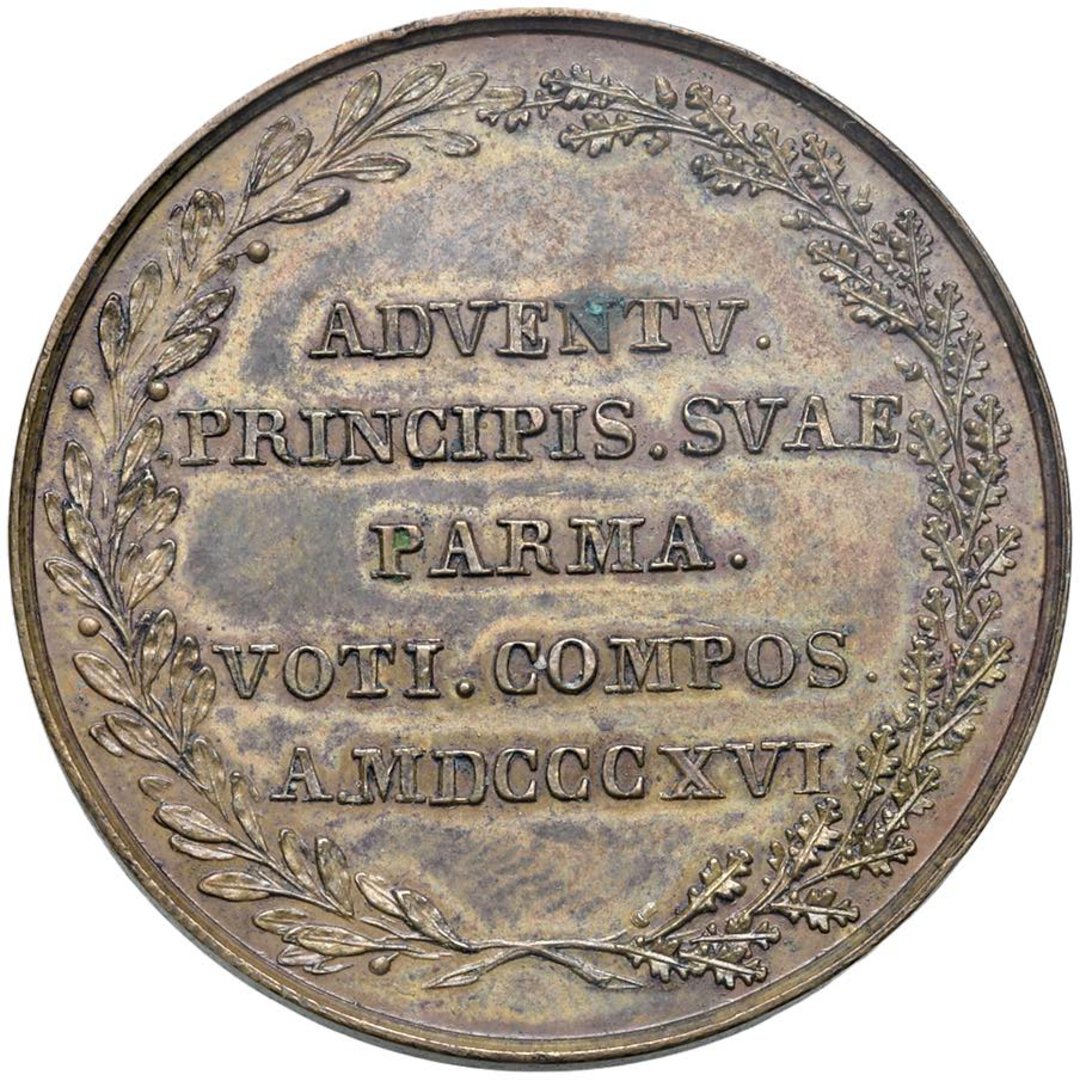 ADVENTV.
PRINCIPIS.SVAE
PARMA.
VOTI.COMPOS.
A.MDCCCXVI